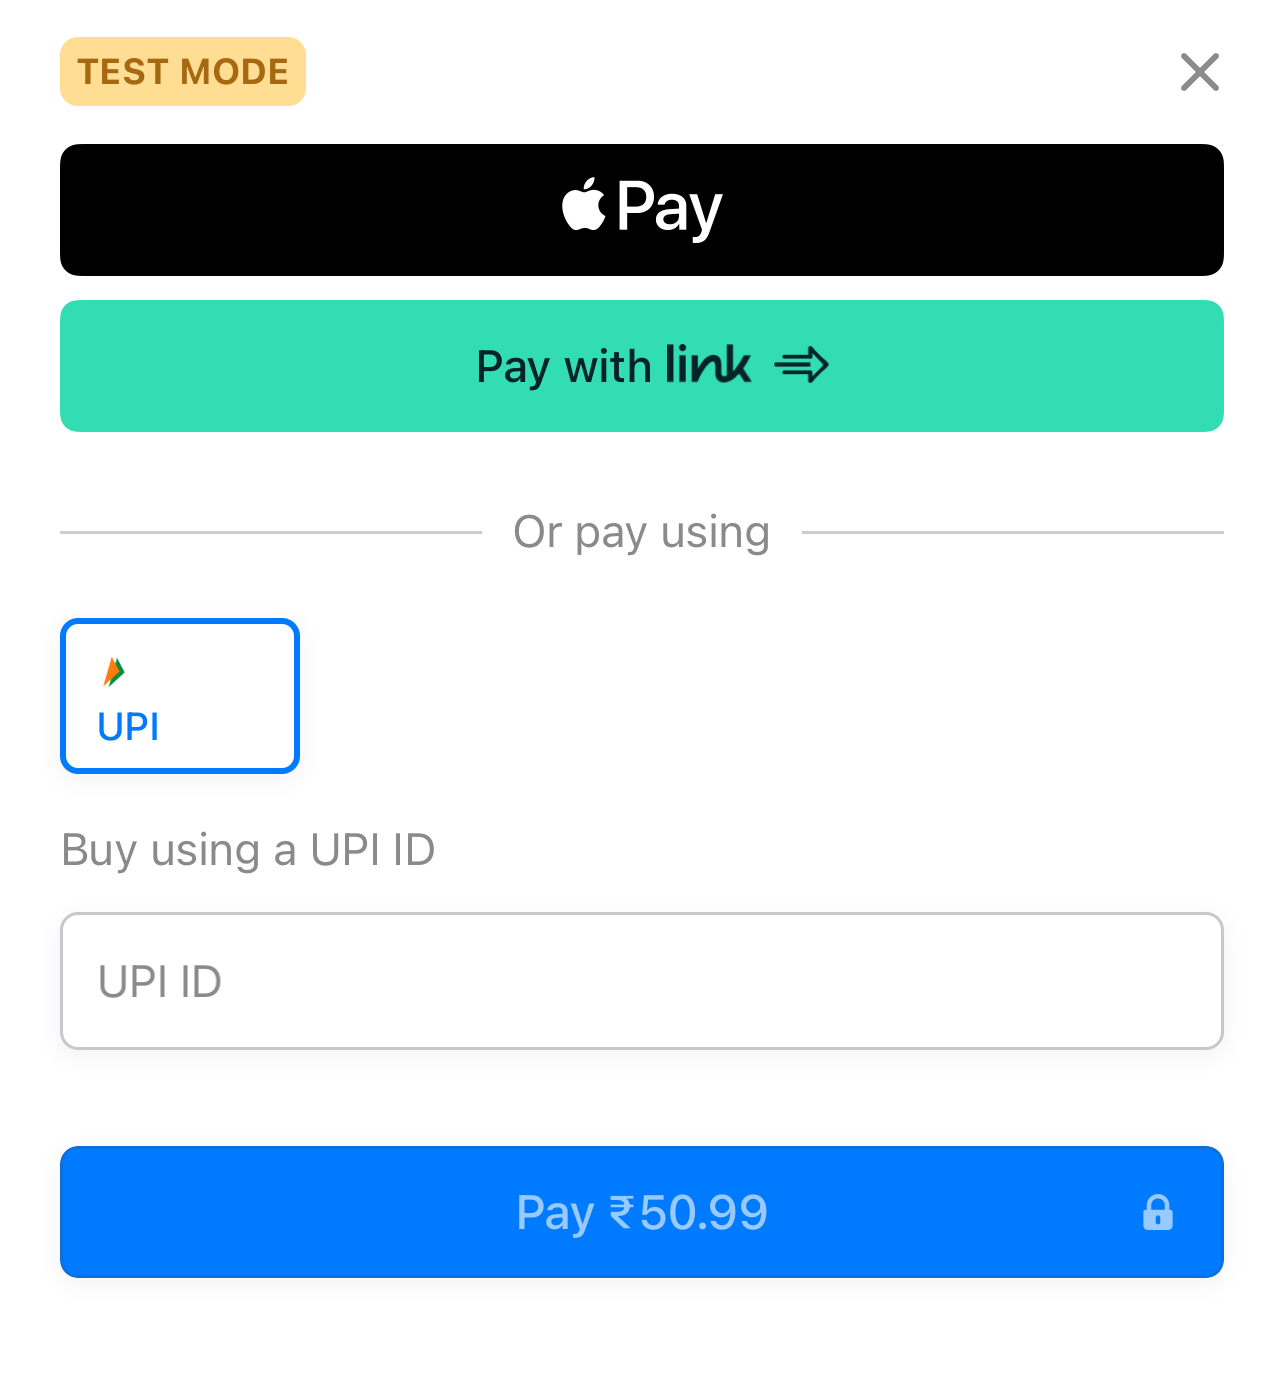 TEST MODE
Pay
Pay with link
Or pay using
UPI
Buy using a UPI ID
UPI ID
Pay ₹50.99